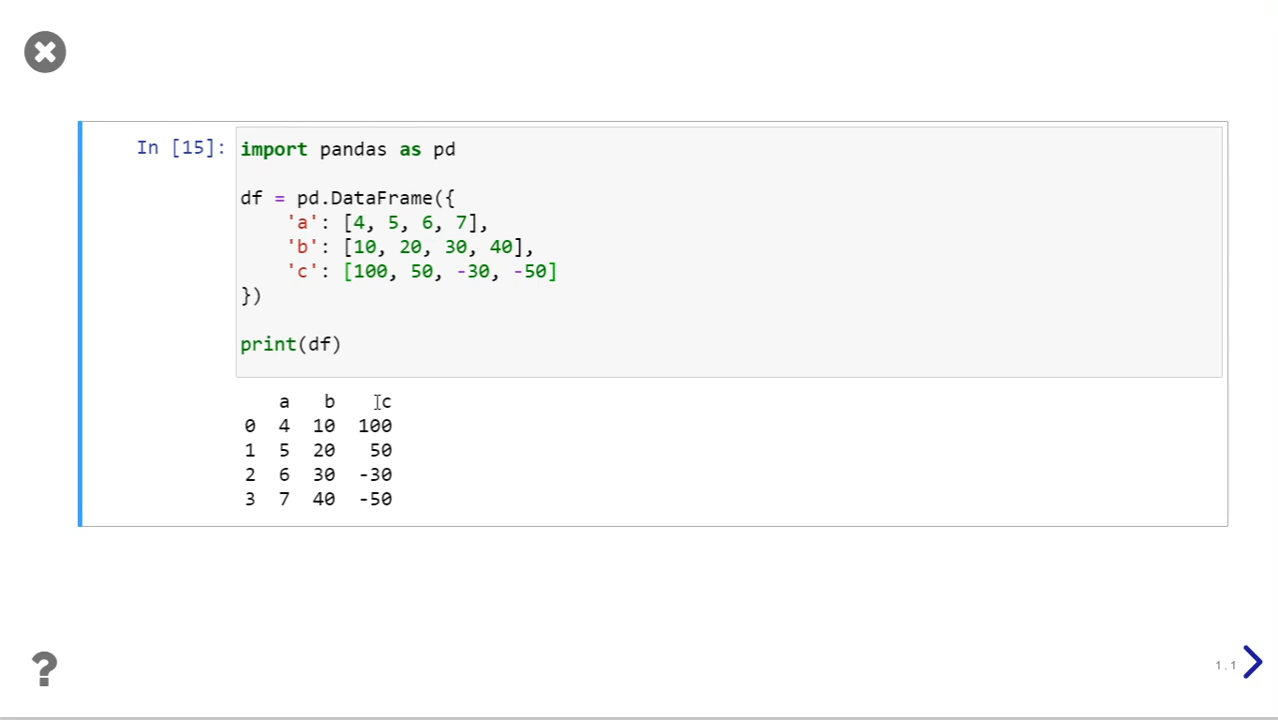 In [15]: import pandas as pd
df = pd.DataFrame({
    'a': [4, 5, 6, 7],
    'b': [10, 20, 30, 40],
    'c': [100, 50, -30, -50]
})
print(df)
   a   b    c
0  4  10  100
1  5  20   50
2  6  30  -30
3  7  40  -50
?
1.1